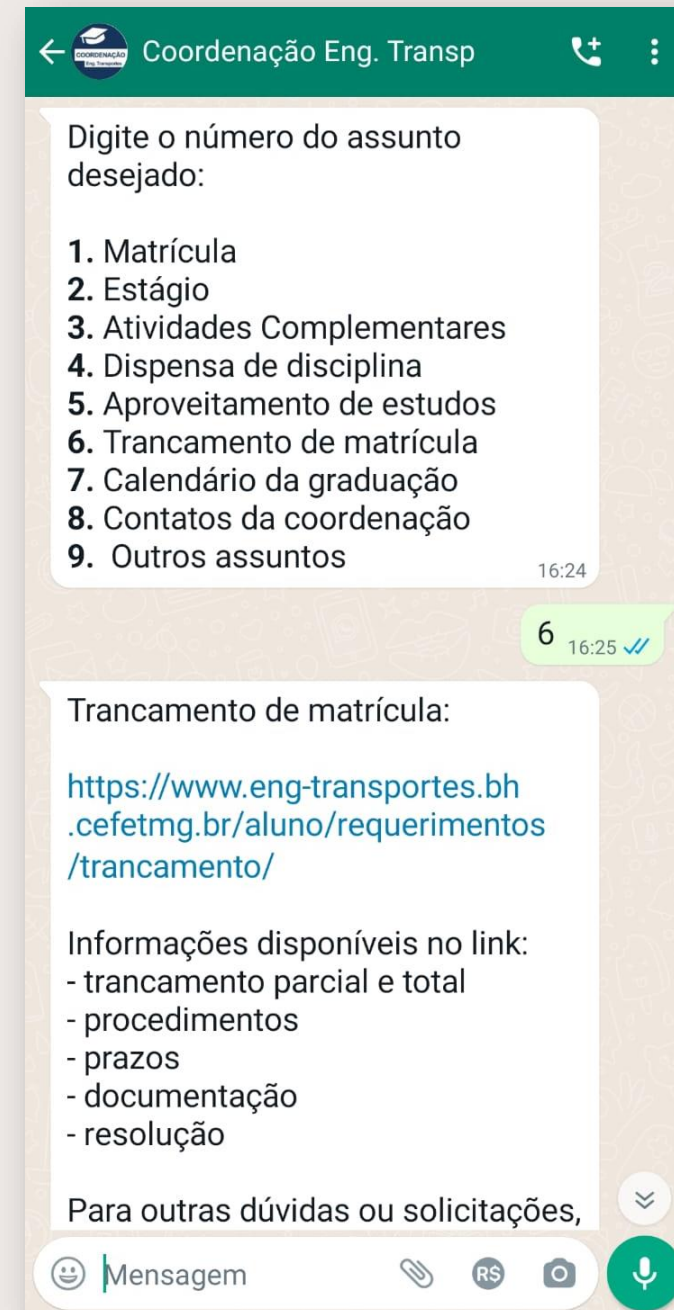 COORDENAÇÃO
Eng. Transportes
Coordenação Eng. Transp
Digite o número do assunto
desejado:
1. Matrícula
2. Estágio
3. Atividades Complementares
4. Dispensa de disciplina
5. Aproveitamento de estudos
6. Trancamento de matrícula
7. Calendário da graduação
8. Contatos da coordenação
9. Outros assuntos
16:24
6
16:25
Trancamento de matrícula:
https://www.eng-transportes.bh
.cefetmg.br/aluno/requerimentos
/trancamento/
Informações disponíveis no link:
- trancamento parcial e total
- procedimentos
- prazos
- documentação
- resolução
Para outras dúvidas ou solicitações,
Mensagem
R$